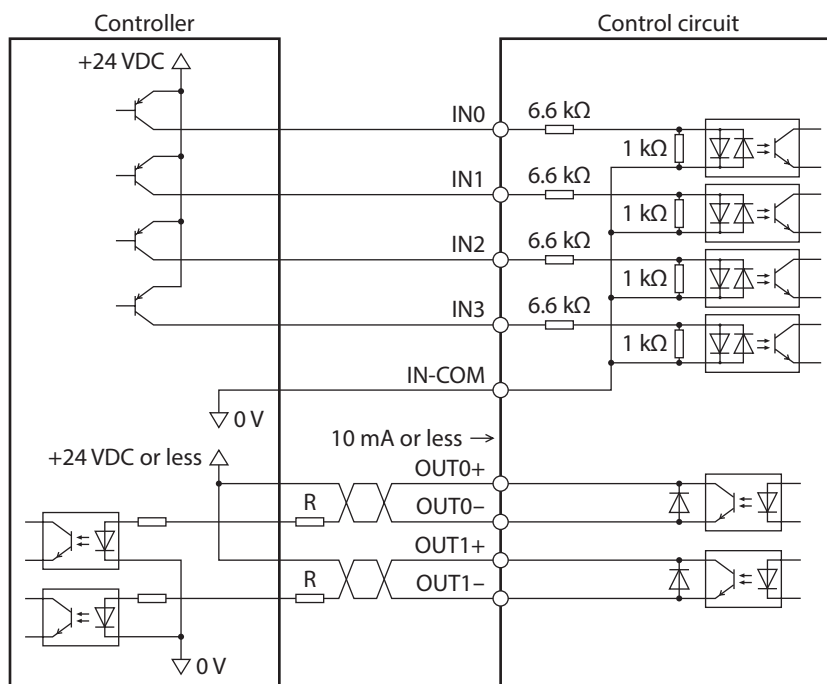 Controller
Control circuit
+24 VDC
IN0
6.6 kΩ
1 kΩ
IN1
6.6 kΩ
1 kΩ
IN2
6.6 kΩ
1 kΩ
IN3
6.6 kΩ
1 kΩ
IN-COM
0 V
10 mA or less →
+24 VDC or less
OUT0+
R
OUT0−
OUT1+
R
OUT1−
0 V